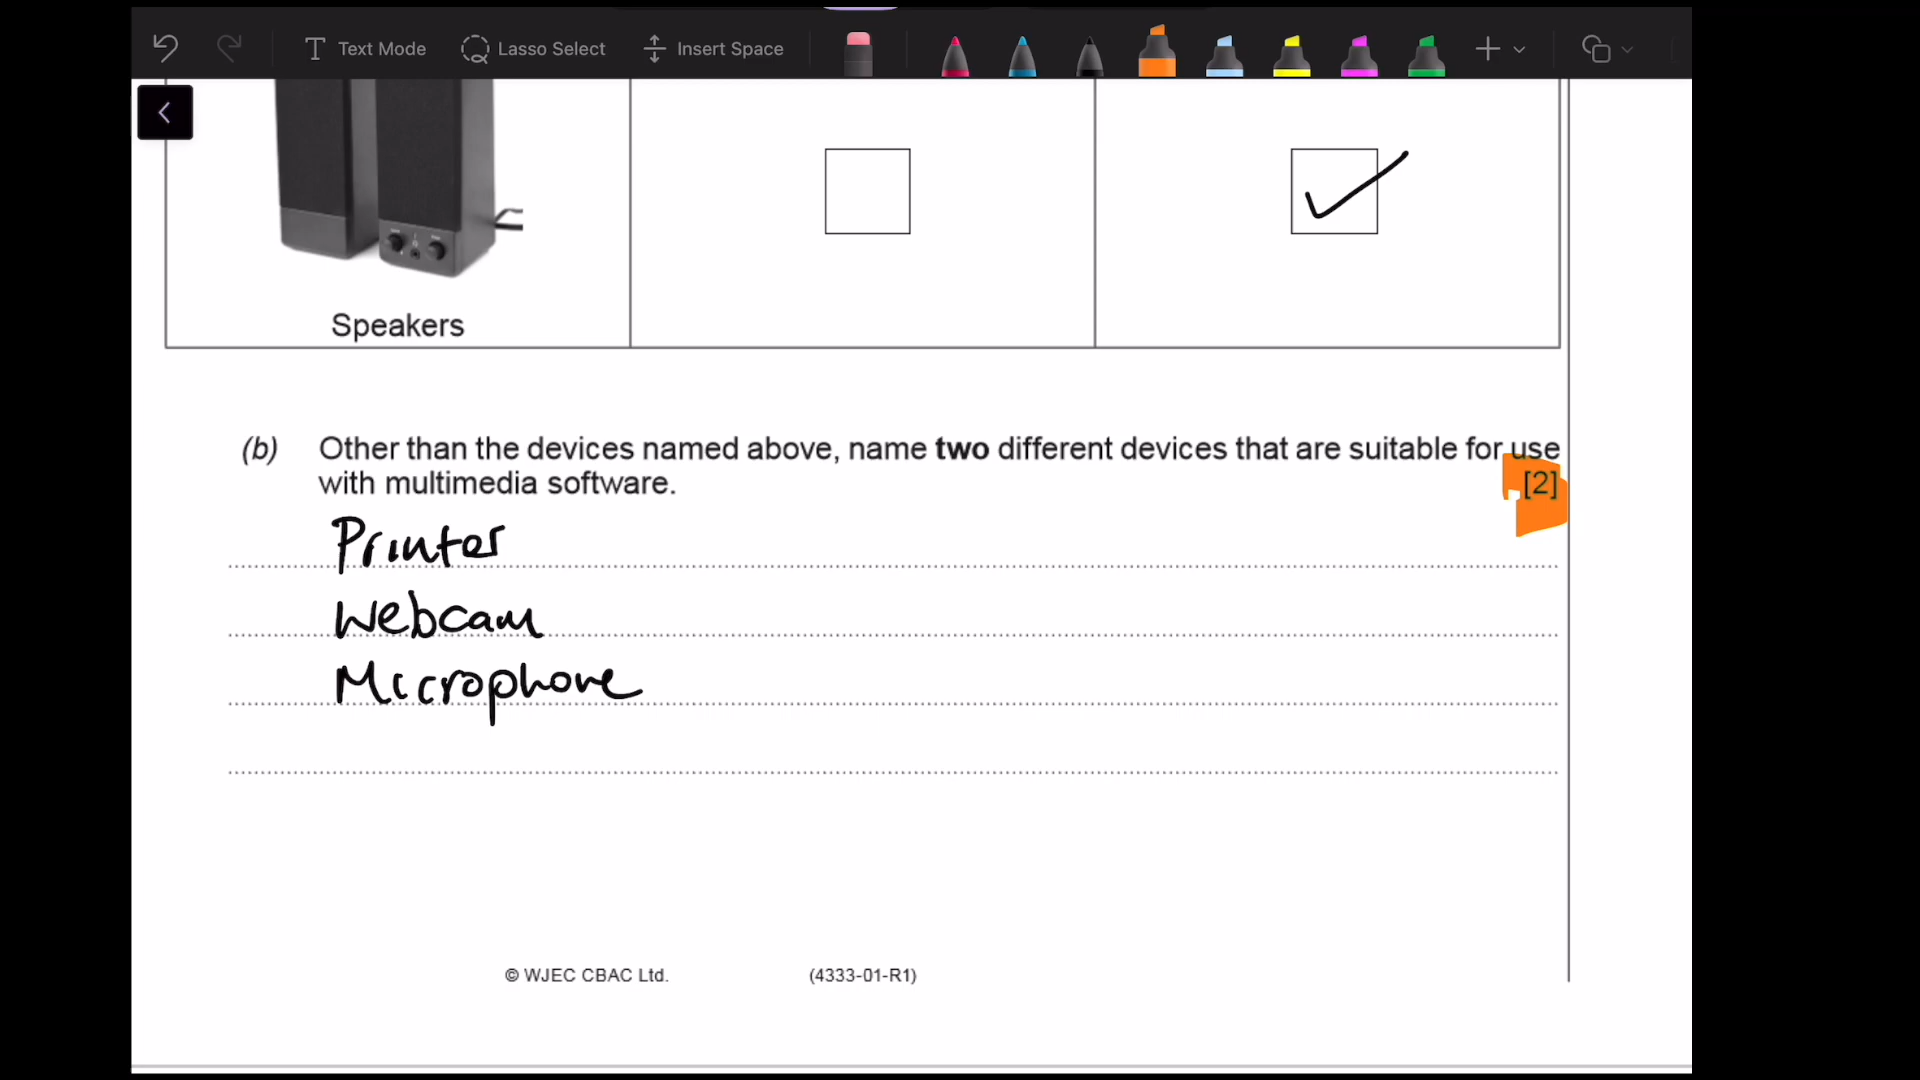 Text Mode Lasso Select Insert Space
Speakers
(b) Other than the devices named above, name two different devices that are suitable for use
with multimedia software. [2]
Printer
Webcam
Microphone
© WJEC CBAC Ltd. (4333-01-R1)